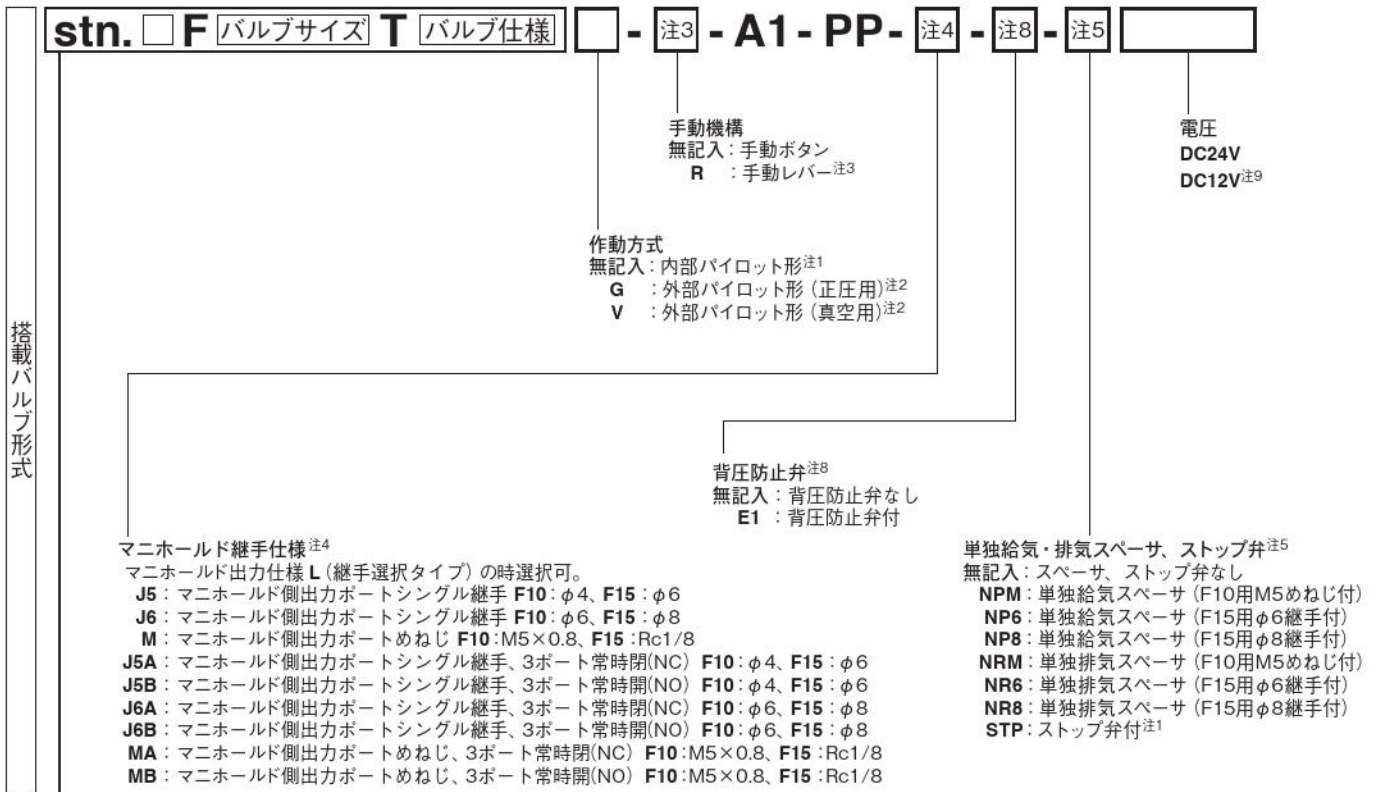 stn. □ F バルブサイズ T バルブ仕様 □ - 注3 - A1 - PP - 注4 - 注8 - 注5
手動機構
無記入：手動ボタン
R ：手動レバー注3
電圧
DC24V
DC12V注9
作動方式
無記入：内部パイロット形注1
G ：外部パイロット形（正圧用）注2
V ：外部パイロット形（真空用）注2
搭載バルブ形式
背圧防止弁注8
無記入：背圧防止弁なし
E1 ：背圧防止弁付
マニホールド継手仕様注4
マニホールド出力仕様 L（継手選択タイプ）の時選択可。
J5：マニホールド側出力ポートシングル継手 F10：φ4、F15：φ6
J6：マニホールド側出力ポートシングル継手 F10：φ6、F15：φ8
M：マニホールド側出力ポートめねじ F10：M5×0.8、F15：Rc1/8
J5A：マニホールド側出力ポートシングル継手、3ポート常時閉(NC) F10：φ4、F15：φ6
J5B：マニホールド側出力ポートシングル継手、3ポート常時開(NO) F10：φ4、F15：φ6
J6A：マニホールド側出力ポートシングル継手、3ポート常時閉(NC) F10：φ6、F15：φ8
J6B：マニホールド側出力ポートシングル継手、3ポート常時開(NO) F10：φ6、F15：φ8
MA：マニホールド側出力ポートめねじ、3ポート常時閉(NC) F10：M5×0.8、F15：Rc1/8
MB：マニホールド側出力ポートめねじ、3ポート常時開(NO) F10：M5×0.8、F15：Rc1/8
単独給気・排気スペーサ、ストップ弁注5
無記入：スペーサ、ストップ弁なし
NPM：単独給気スペーサ（F10用M5めねじ付）
NP6：単独給気スペーサ（F15用φ6継手付）
NP8：単独給気スペーサ（F15用φ8継手付）
NRM：単独排気スペーサ（F10用M5めねじ付）
NR6：単独排気スペーサ（F15用φ6継手付）
NR8：単独排気スペーサ（F15用φ8継手付）
STP：ストップ弁付注1